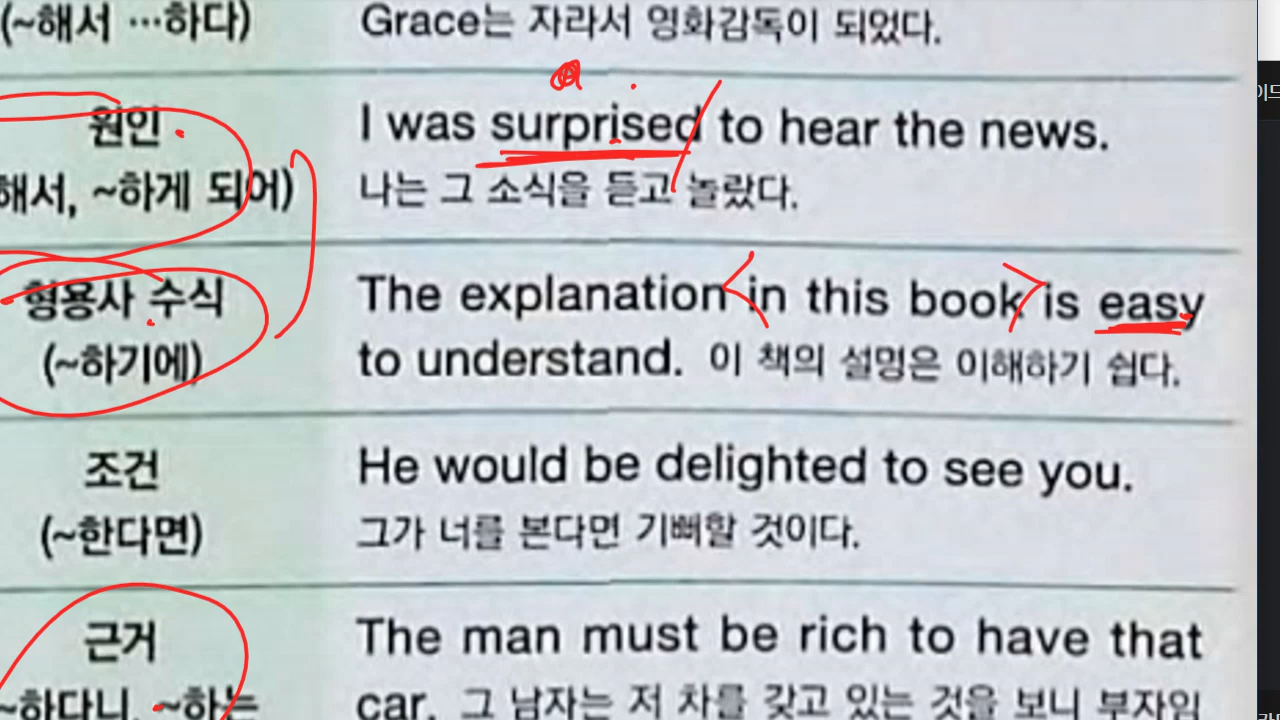 (~해서 …하다)
Grace는 자라서 영화감독이 되었다.
원인
해서, ~하게 되어)
I was surprised to hear the news.
나는 그 소식을 듣고 놀랐다.
형용사 수식
(~하기에)
The explanation in this book is easy
to understand. 이 책의 설명은 이해하기 쉽다.
조건
(~한다면)
He would be delighted to see you.
그가 너를 본다면 기뻐할 것이다.
근거
~하다니, ~하는
The man must be rich to have that
car. 그 남자는 저 차를 갖고 있는 것을 보니 부자임